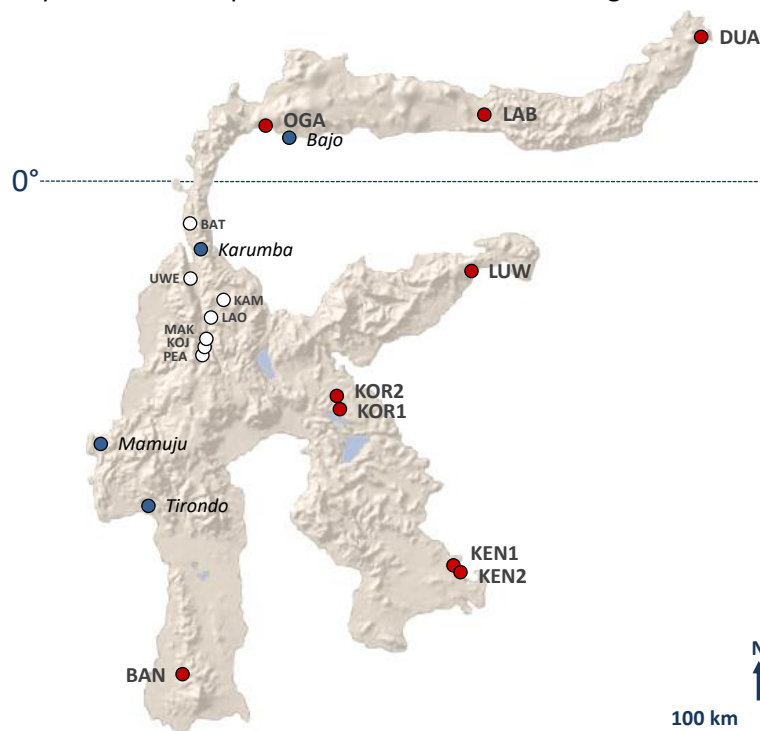 DUA
OGA
LAB
Bajo
0°
BAT
Karumba
UWE
LUW
KAM
LAO
MAK
KOJ
PEA
KOR2
KOR1
Mamuju
Tirondo
KEN1
KEN2
N
BAN
100 km